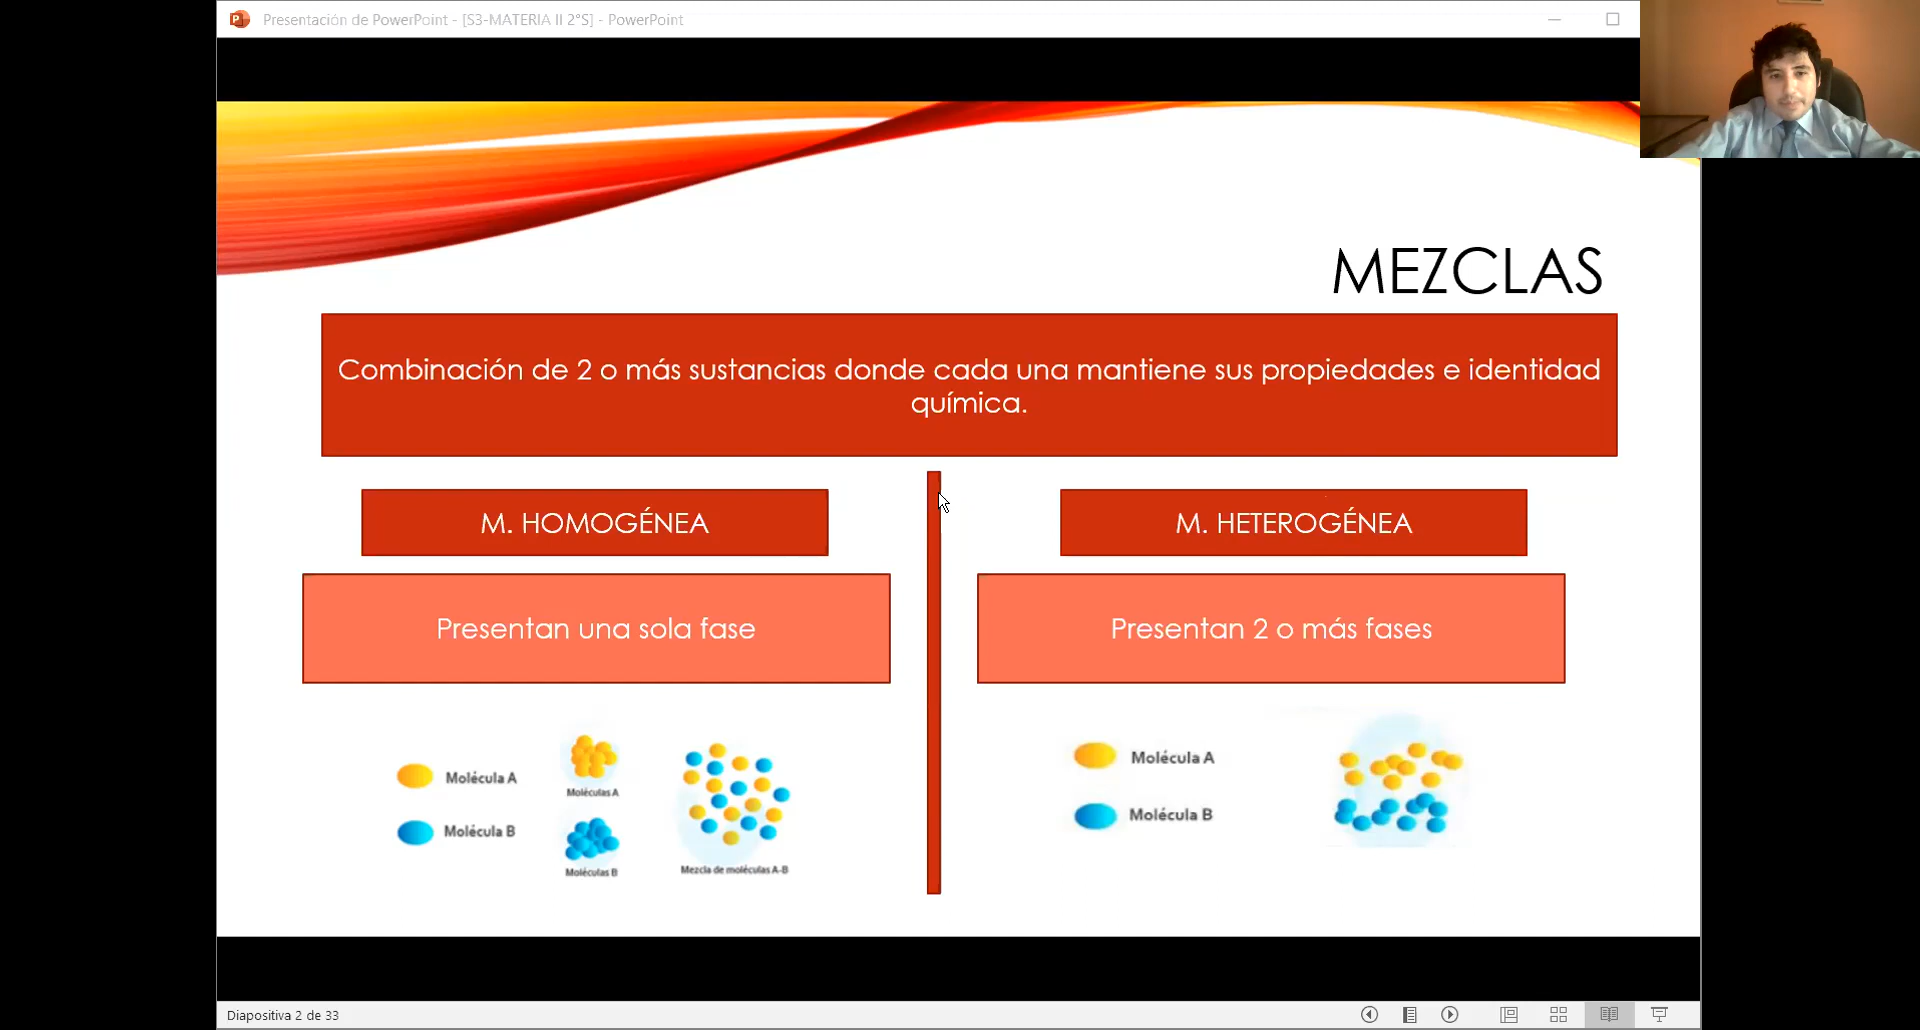 Presentación de PowerPoint - [S3-MATERIA II 2°S] - PowerPoint
MEZCLAS
Combinación de 2 o más sustancias donde cada una mantiene sus propiedades e identidad
química.
M. HOMOGÉNEA
M. HETEROGÉNEA
Presentan una sola fase
Presentan 2 o más fases
Molécula A
Molécula B
Moléculas A
Moléculas B
Mezcla de moléculas A-B
Molécula A
Molécula B
Diapositiva 2 de 33